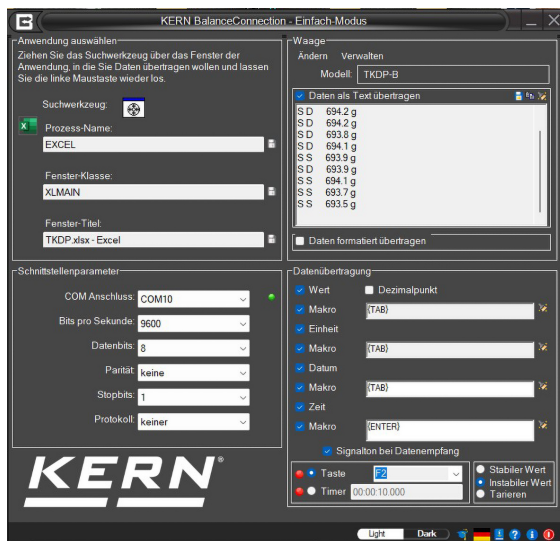 KERN BalanceConnection - Einfach-Modus
Anwendung auswählen
Ziehen Sie das Suchwerkzeug über das Fenster der
Anwendung, in die Sie Daten übertragen wollen und lassen
Sie die linke Maustaste wieder los.
Suchwerkzeug:
Prozess-Name:
EXCEL
Fenster-Klasse:
XLMAIN
Fenster-Titel:
TKDP.xlsx - Excel
Waage
Ändern Verwalten
Modell: TKDP-B
Daten als Text übertragen
S D 694.2 g
S D 694.2 g
S D 693.8 g
S D 694.1 g
S S 693.9 g
S D 693.9 g
S S 694.1 g
S S 693.7 g
S S 693.5 g
Daten formatiert übertragen
Schnittstellenparameter
COM Anschluss: COM10
Bits pro Sekunde: 9600
Datenbits: 8
Parität: keine
Stopbits: 1
Protokoll: keiner
KERN®
Datenübertragung
Wert Dezimalpunkt
Makro {TAB}
Einheit
Makro {TAB}
Datum
Makro {TAB}
Zeit
Makro {ENTER}
Signalton bei Datenempfang
Taste F2
Timer 00:00:10.000
Stabiler Wert
Instabiler Wert
Tarieren
Light Dark